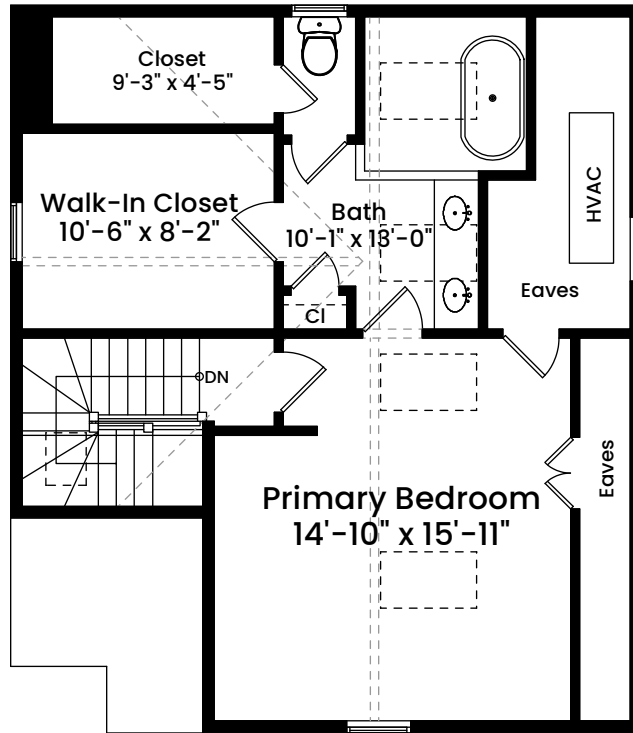 Closet
9'-3" x 4'-5"
Walk-In Closet
10'-6" x 8'-2"
Bath
10'-1" x 13'-0"
HVAC
Eaves
Cl
DN
Eaves
Primary Bedroom
14'-10" x 15'-11"